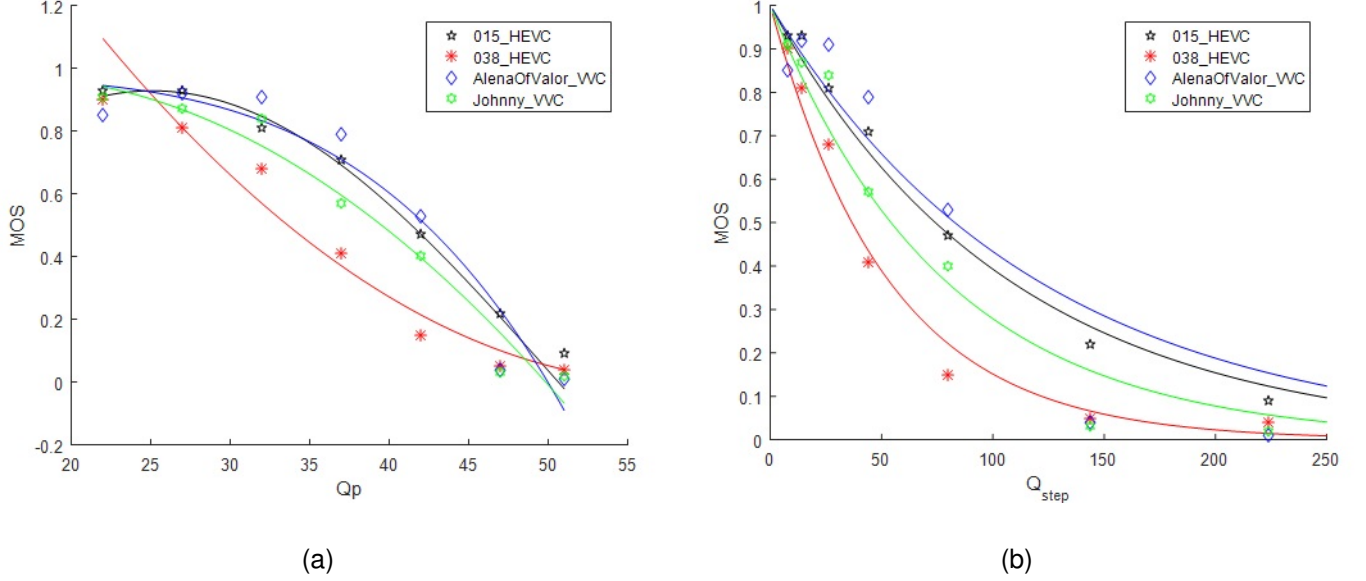 1.2
1
0.8
0.6
0.4
0.2
0
-0.2
20 25 30 35 40 45 50 55
MOS
Qp
015_HEVC
038_HEVC
AlenaOfValor_VVC
Johnny_VVC
(a)
1
0.9
0.8
0.7
0.6
0.5
0.4
0.3
0.2
0.1
0
0 50 100 150 200 250
MOS
Qstep
015_HEVC
038_HEVC
AlenaOfValor_VVC
Johnny_VVC
(b)